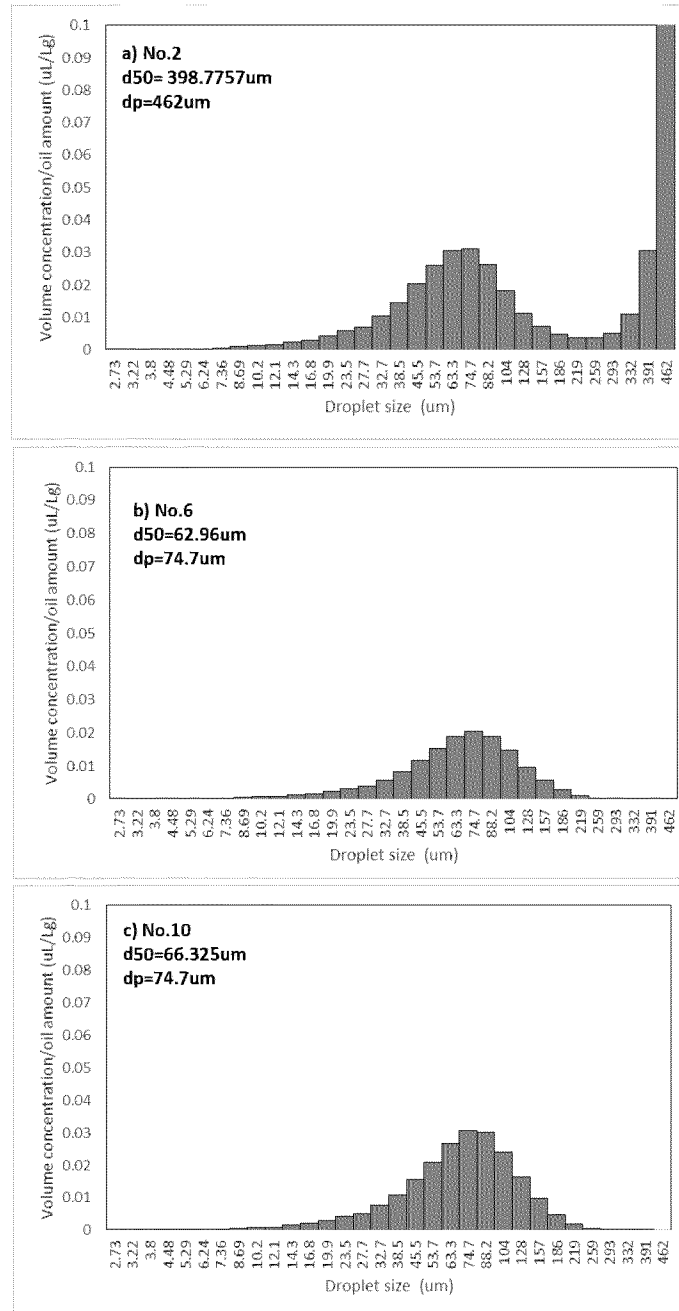 0.1
0.09
0.08
0.07
0.06
0.05
0.04
0.03
0.02
0.01
0
Volume concentration/oil amount (uL/Lg)
a) No.2
d50= 398.7757um
dp=462um
2.73 3.22 3.8 4.48 5.29 6.24 7.36 8.69 10.2 12.1 14.3 16.8 19.9 23.5 27.7 32.7 38.5 45.5 53.7 63.3 74.7 88.2 104 128 157 186 219 259 293 332 391 462
Droplet size (um)
0.1
0.09
0.08
0.07
0.06
0.05
0.04
0.03
0.02
0.01
0
Volume concentration/oil amount (uL/Lg)
b) No.6
d50=62.96um
dp=74.7um
2.73 3.22 3.8 4.48 5.29 6.24 7.36 8.69 10.2 12.1 14.3 16.8 19.9 23.5 27.7 32.7 38.5 45.5 53.7 63.3 74.7 88.2 104 128 157 186 219 259 293 332 391 462
Droplet size (um)
0.1
0.09
0.08
0.07
0.06
0.05
0.04
0.03
0.02
0.01
0
Volume concentration/oil amount (uL/Lg)
c) No.10
d50=66.325um
dp=74.7um
2.73 3.22 3.8 4.48 5.29 6.24 7.36 8.69 10.2 12.1 14.3 16.8 19.9 23.5 27.7 32.7 38.5 45.5 53.7 63.3 74.7 88.2 104 128 157 186 219 259 293 332 391 462
Droplet size (um)